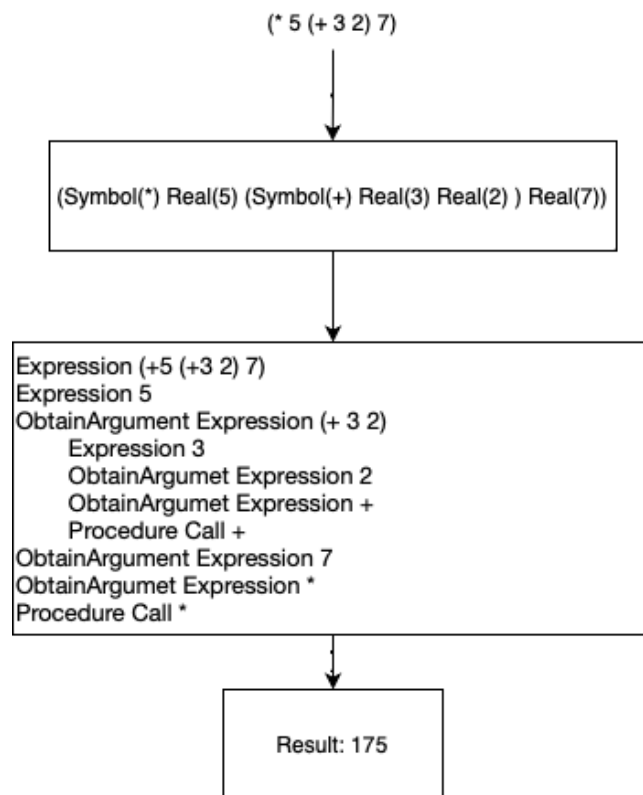 (* 5 (+ 3 2) 7)
(Symbol(*) Real(5) (Symbol(+) Real(3) Real(2) ) Real(7))
Expression (+5 (+3 2) 7)
Expression 5
ObtainArgument Expression (+ 3 2)
Expression 3
ObtainArgumet Expression 2
ObtainArgumet Expression +
Procedure Call +
ObtainArgument Expression 7
ObtainArgumet Expression *
Procedure Call *
Result: 175